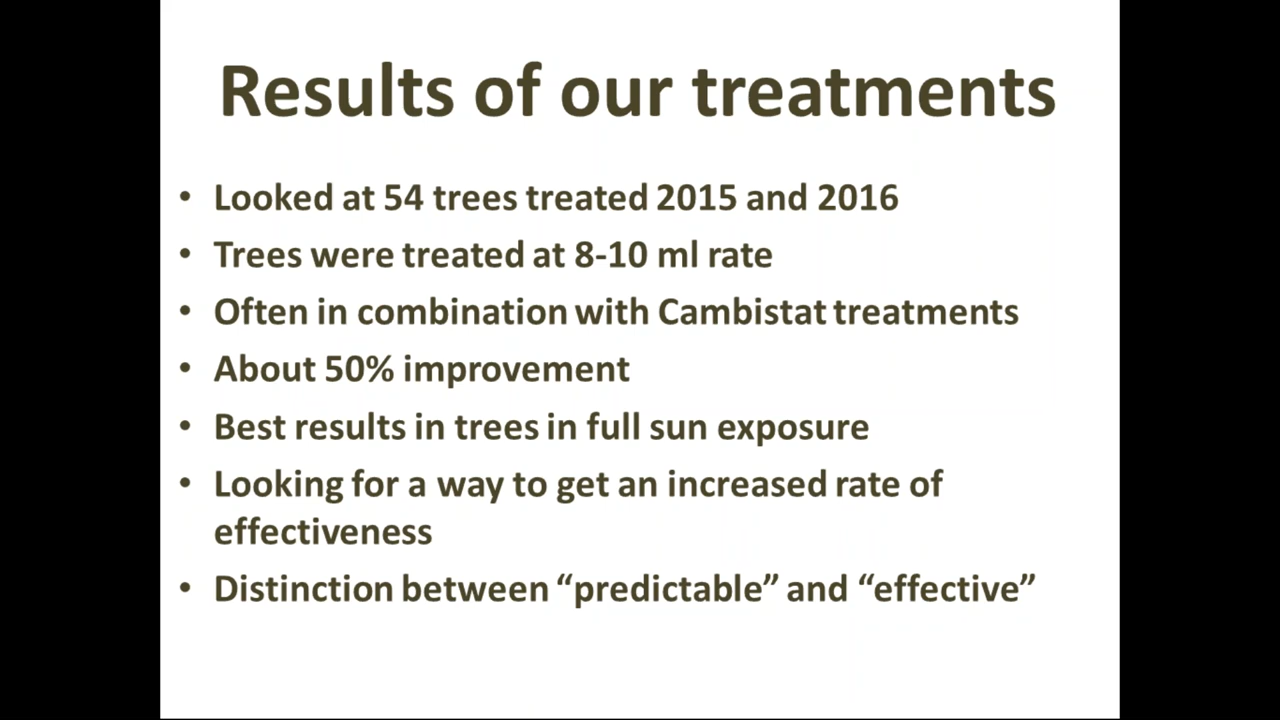 Results of our treatments
• Looked at 54 trees treated 2015 and 2016
• Trees were treated at 8-10 ml rate
• Often in combination with Cambistat treatments
• About 50% improvement
• Best results in trees in full sun exposure
• Looking for a way to get an increased rate of
effectiveness
• Distinction between “predictable” and “effective”